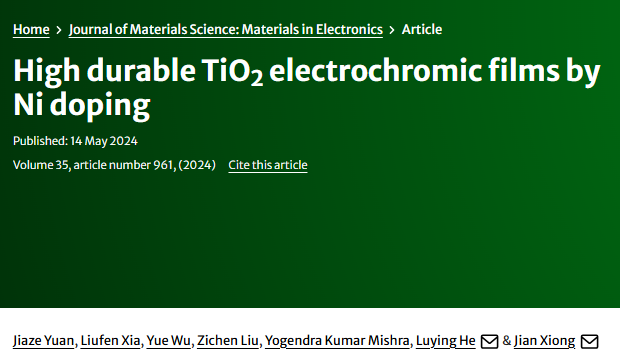 Home > Journal of Materials Science: Materials in Electronics > Article
High durable TiO₂ electrochromic films by
Ni doping
Published: 14 May 2024
Volume 35, article number 961, (2024) Cite this article
Jiaze Yuan, Liufen Xia, Yue Wu, Zichen Liu, Yogendra Kumar Mishra, Luying He & Jian Xiong